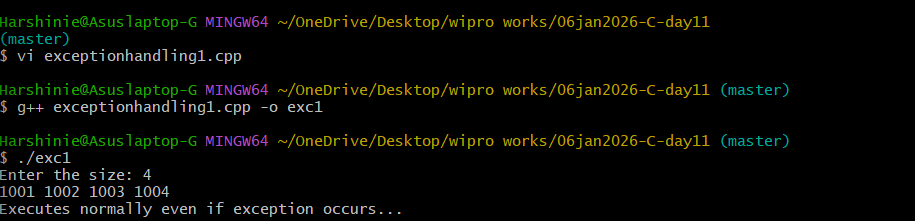 Harshinie@Asuslaptop-G MINGW64 ~/OneDrive/Desktop/wipro works/06jan2026-C-day11
(master)
$ vi exceptionhandling1.cpp
Harshinie@Asuslaptop-G MINGW64 ~/OneDrive/Desktop/wipro works/06jan2026-C-day11 (master)
$ g++ exceptionhandling1.cpp -o exc1
Harshinie@Asuslaptop-G MINGW64 ~/OneDrive/Desktop/wipro works/06jan2026-C-day11 (master)
$ ./exc1
Enter the size: 4
1001 1002 1003 1004
Executes normally even if exception occurs...